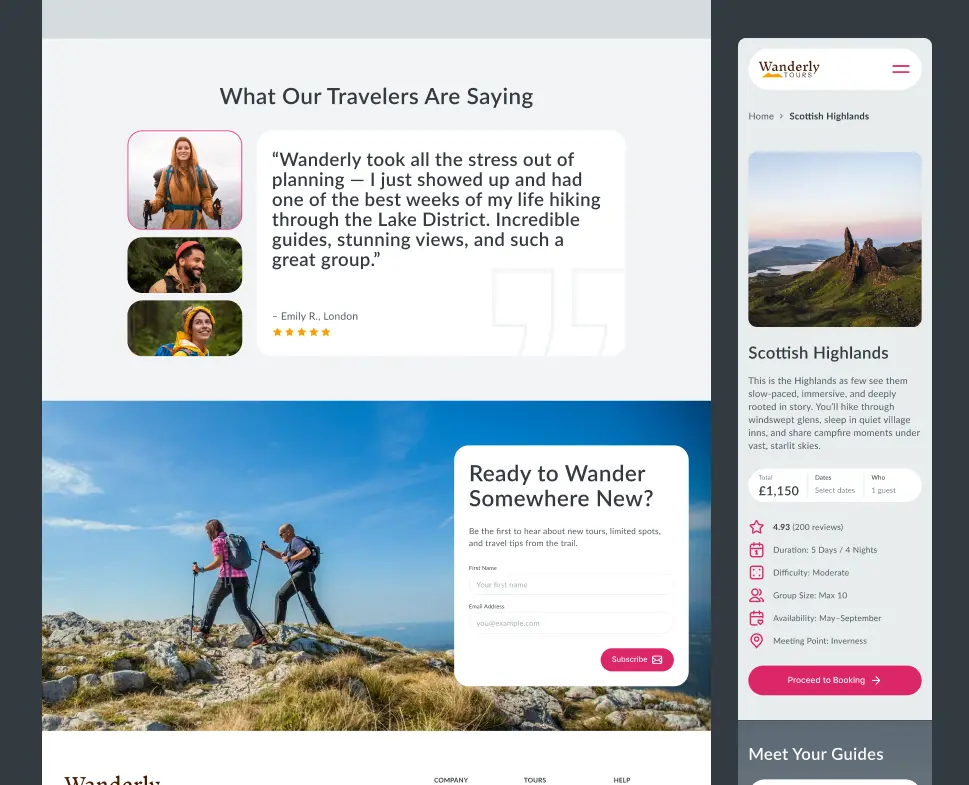 What Our Travelers Are Saying
“Wanderly took all the stress out of
planning — I just showed up and had
one of the best weeks of my life hiking
through the Lake District. Incredible
guides, stunning views, and such a
great group.”
– Emily R., London
Ready to Wander
Somewhere New?
Be the first to hear about new tours, limited spots,
and travel tips from the trail.
First Name
Your first name
Email Address
you@example.com
Subscribe
Wanderly
COMPANY TOURS HELP
Wanderly
TOURS
Home > Scottish Highlands
Scottish Highlands
This is the Highlands as few see them
slow-paced, immersive, and deeply
rooted in story. You’ll hike through
windswept glens, sleep in quiet village
inns, and share campfire moments under
vast, starlit skies.
Total Dates Who
£1,150 Select dates 1 guest
4.93 (200 reviews)
Duration: 5 Days / 4 Nights
Difficulty: Moderate
Group Size: Max 10
Availability: May–September
Meeting Point: Inverness
Proceed to Booking
Meet Your Guides